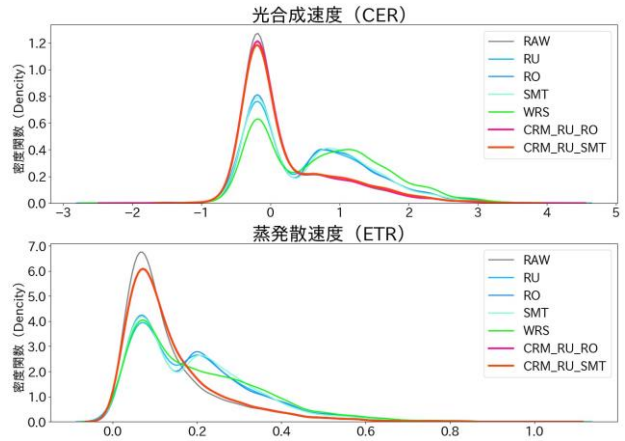 光合成速度（CER）
密度関数（Dencity）
1.2
1.0
0.8
0.6
0.4
0.2
0.0
−3 −2 −1 0 1 2 3 4 5
RAW
RU
RO
SMT
WRS
CRM_RU_RO
CRM_RU_SMT
蒸発散速度（ETR）
密度関数（Dencity）
7.0
6.0
5.0
4.0
3.0
2.0
1.0
0.0
0.0 0.2 0.4 0.6 0.8 1.0
RAW
RU
RO
SMT
WRS
CRM_RU_RO
CRM_RU_SMT